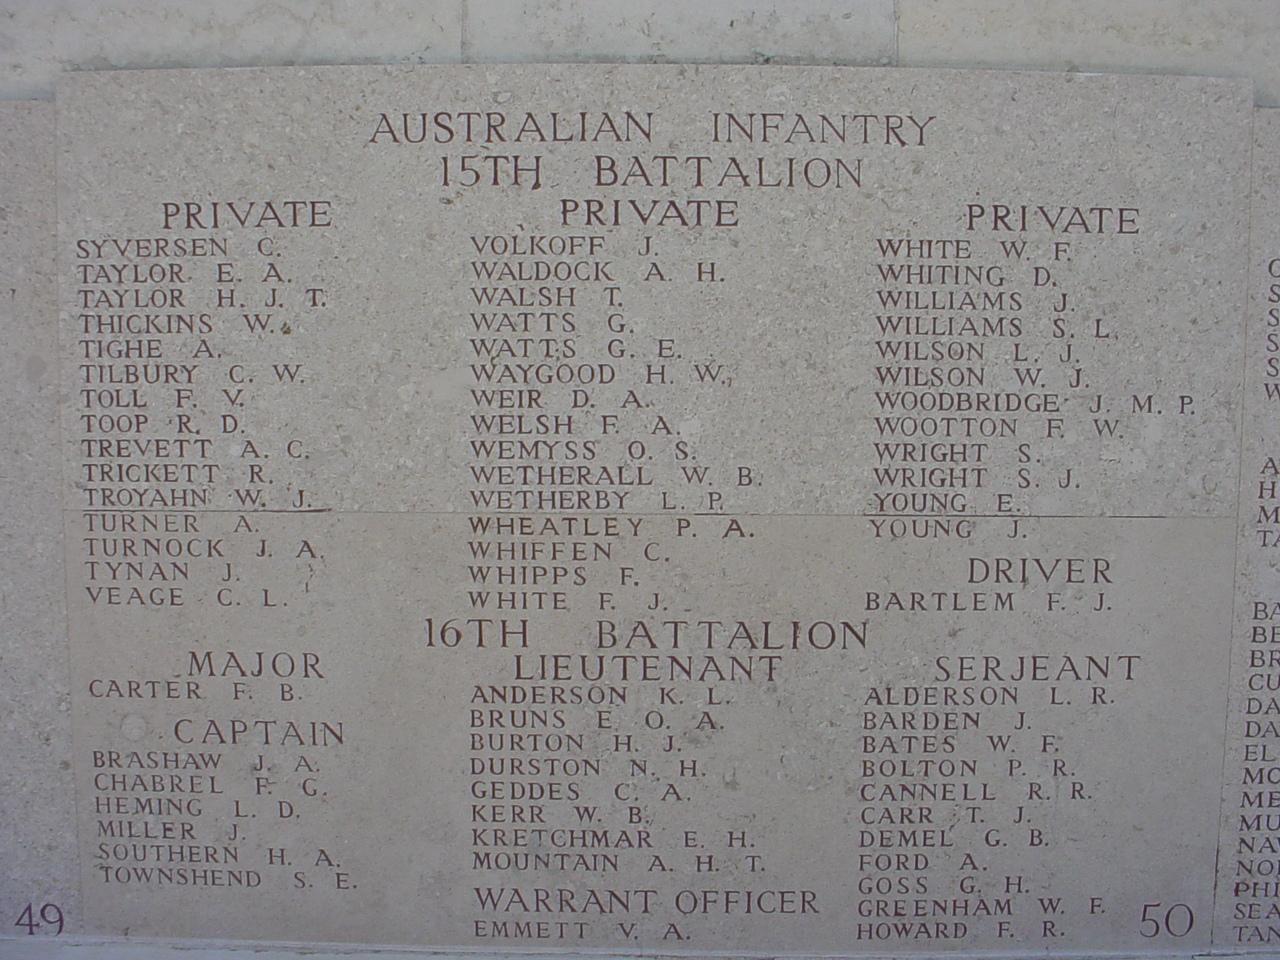 AUSTRALIAN INFANTRY
15TH BATTALION
PRIVATE
SYVERSEN C.
TAYLOR E. A.
TAYLOR H. J. T.
THICKINS W.
TIGHE A.
TILBURY C. W.
TOLL F. V.
TOOP R. D.
TREVETT A. C.
TRICKETT R.
TROYAHN W. J.
TURNER A.
TURNOCK J. A.
TYNAN J.
VEAGE C. L.
PRIVATE
VOLKOFF J.
WALDOCK A. H.
WALSH T.
WATTS G.
WATTS G. E.
WAYGOOD H. W.
WEIR D. A.
WELSH F. A.
WEMYSS O. S.
WETHERALL W. B.
WETHERBY L. P.
WHEATLEY P. A.
WHIFFEN C.
WHIPPS F.
WHITE F. J.
PRIVATE
WHITE W. F.
WHITING D.
WILLIAMS J.
WILLIAMS S. L.
WILSON L. J.
WILSON W. J.
WOODBRIDGE J. M. P.
WOOTTON F. W.
WRIGHT S.
WRIGHT S. J.
YOUNG E.
YOUNG J.
DRIVER
BARTLEM F. J.
16TH BATTALION
MAJOR
CARTER F. B.
CAPTAIN
BRASHAW J. A.
CHABREL F. G.
HEMING L. D.
MILLER J.
SOUTHERN H. A.
TOWNSHEND S. E.
LIEUTENANT
ANDERSON K. L.
BRUNS E. O. A.
BURTON H. J.
DURSTON N. H.
GEDDES C. A.
KERR W. B.
KRETCHMAR E. H.
MOUNTAIN A. H. T.
WARRANT OFFICER
EMMETT V. A.
SERJEANT
ALDERSON L. R.
BARDEN J.
BATES W. F.
BOLTON P. R.
CANNELL R. R.
CARR T. J.
DEMEL G. B.
FORD A.
GOSS G. H.
GREENHAM W. F.
HOWARD F. R.
49
50